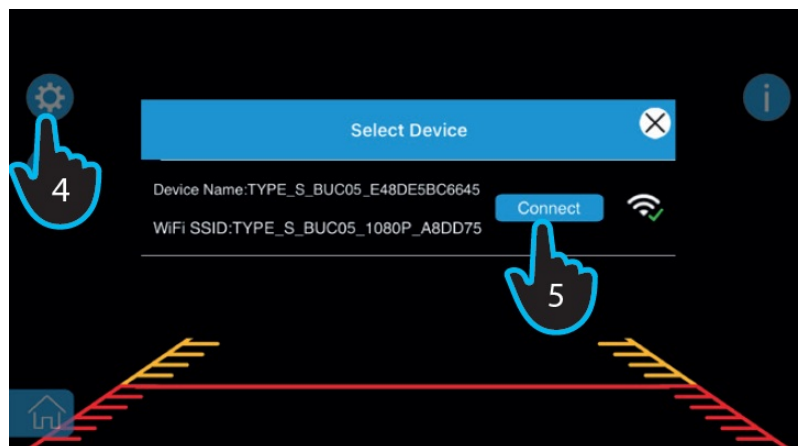 Select Device
4
Device Name:TYPE_S_BUC05_E48DE5BC6645
Connect
WiFi SSID:TYPE_S_BUC05_1080P_A8DD75
5